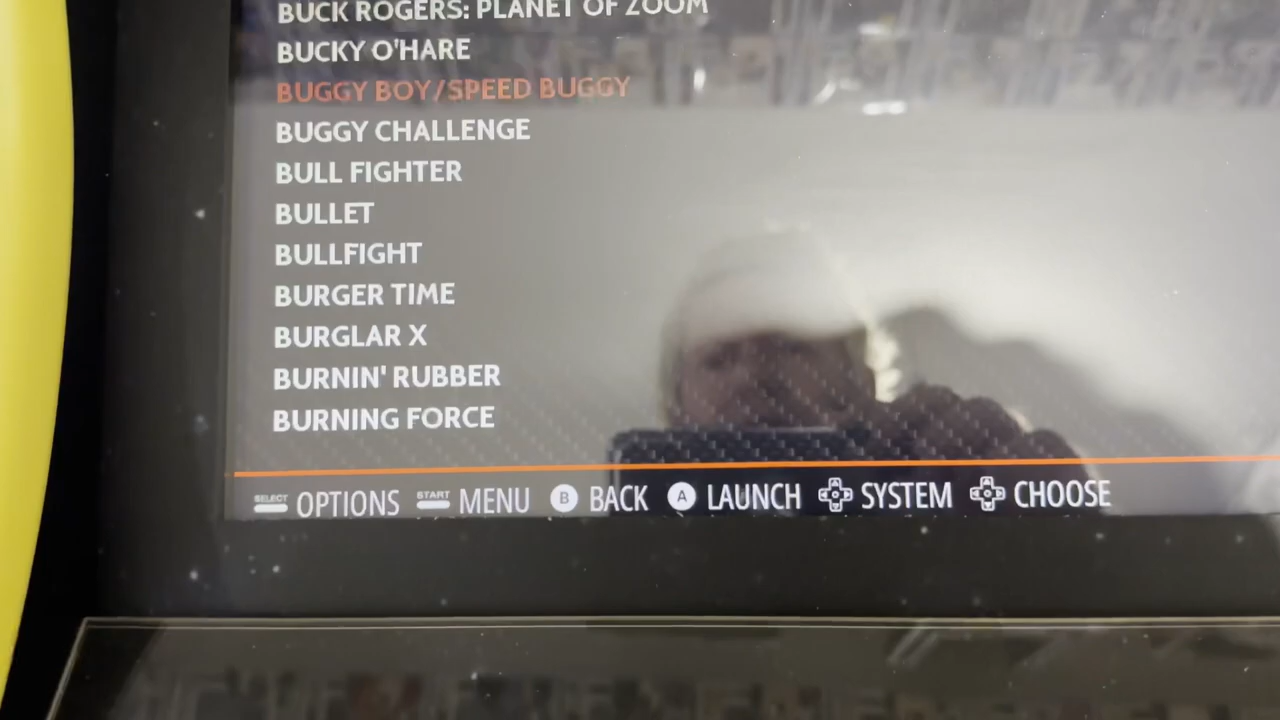 BUCK ROGERS: PLANET OF ZOOM
BUCKY O'HARE
BUGGY BOY/SPEED BUGGY
BUGGY CHALLENGE
BULL FIGHTER
BULLET
BULLFIGHT
BURGER TIME
BURGLAR X
BURNIN' RUBBER
BURNING FORCE
SELECT OPTIONS START MENU B BACK A LAUNCH SYSTEM CHOOSE